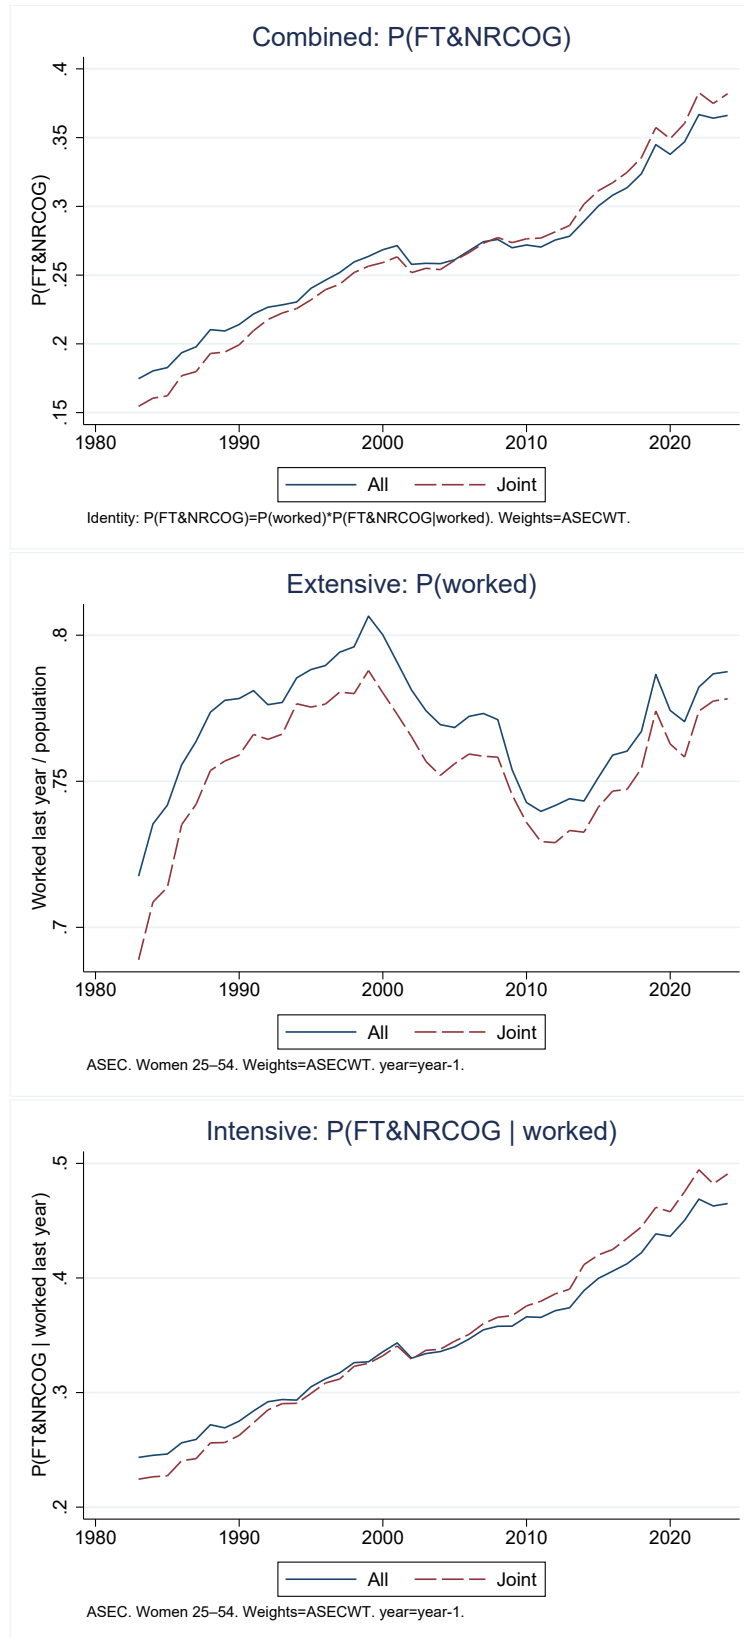 Combined: P(FT&NRCOG)
P(FT&NRCOG)
.4
.35
.3
.25
.2
.15
1980 1990 2000 2010 2020
All Joint
Identity: P(FT&NRCOG)=P(worked)*P(FT&NRCOG|worked). Weights=ASECWT.
Extensive: P(worked)
Worked last year / population
.8
.75
.7
1980 1990 2000 2010 2020
All Joint
ASEC. Women 25–54. Weights=ASECWT. year=year-1.
Intensive: P(FT&NRCOG | worked)
P(FT&NRCOG | worked last year)
.5
.4
.3
.2
1980 1990 2000 2010 2020
All Joint
ASEC. Women 25–54. Weights=ASECWT. year=year-1.